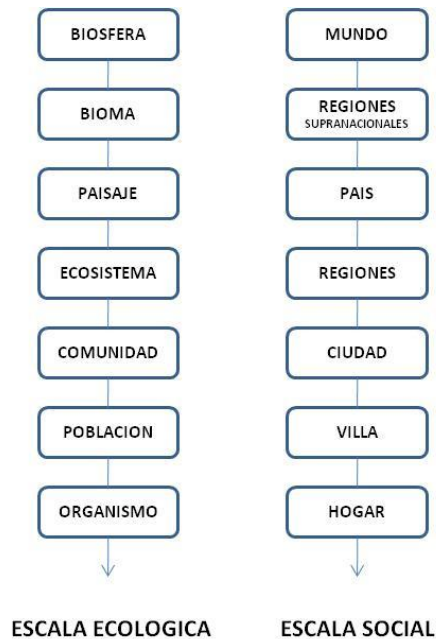 BIOSFERA
BIOMA
PAISAJE
ECOSISTEMA
COMUNIDAD
POBLACION
ORGANISMO
ESCALA ECOLOGICA
MUNDO
REGIONES
SUPRANACIONALES
PAIS
REGIONES
CIUDAD
VILLA
HOGAR
ESCALA SOCIAL